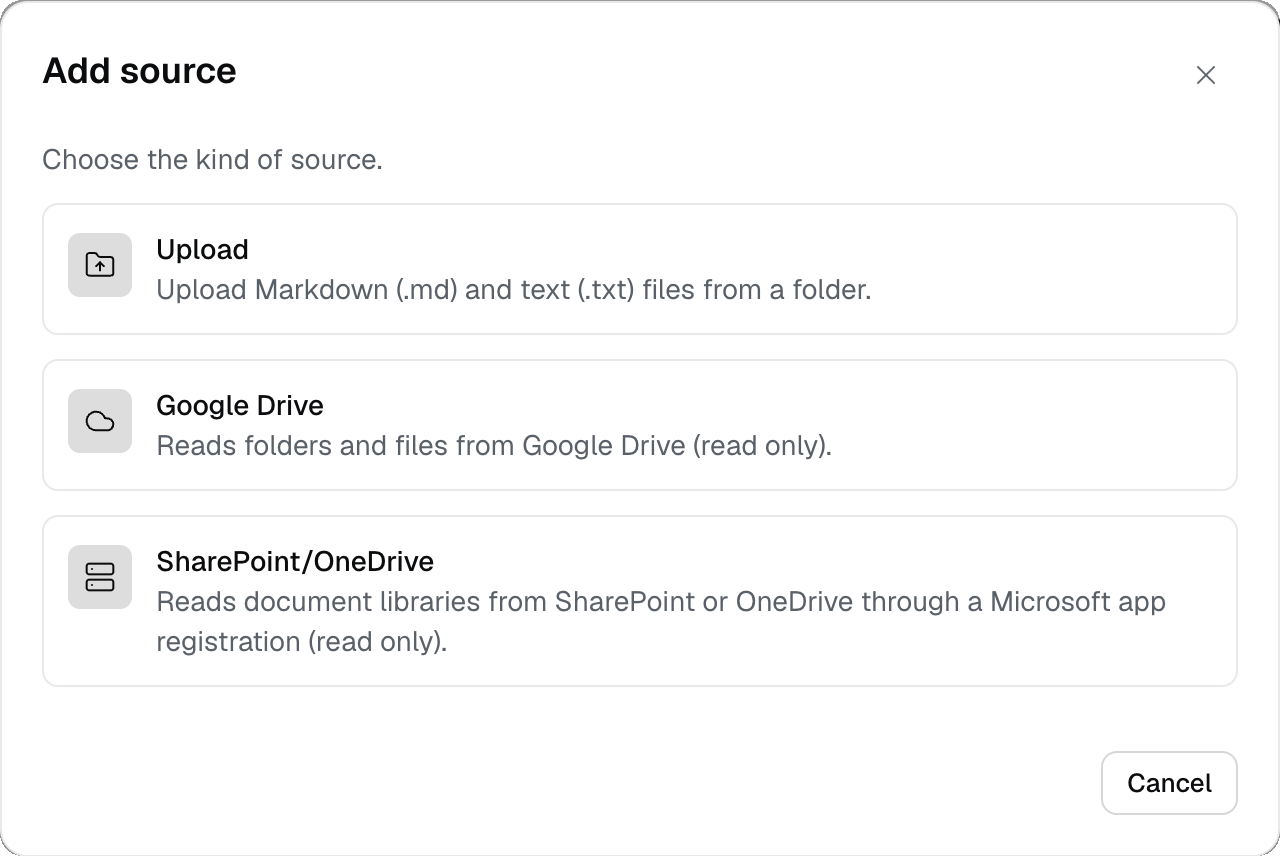 Add source
Choose the kind of source.
Upload
Upload Markdown (.md) and text (.txt) files from a folder.
Google Drive
Reads folders and files from Google Drive (read only).
SharePoint/OneDrive
Reads document libraries from SharePoint or OneDrive through a Microsoft app
registration (read only).
Cancel